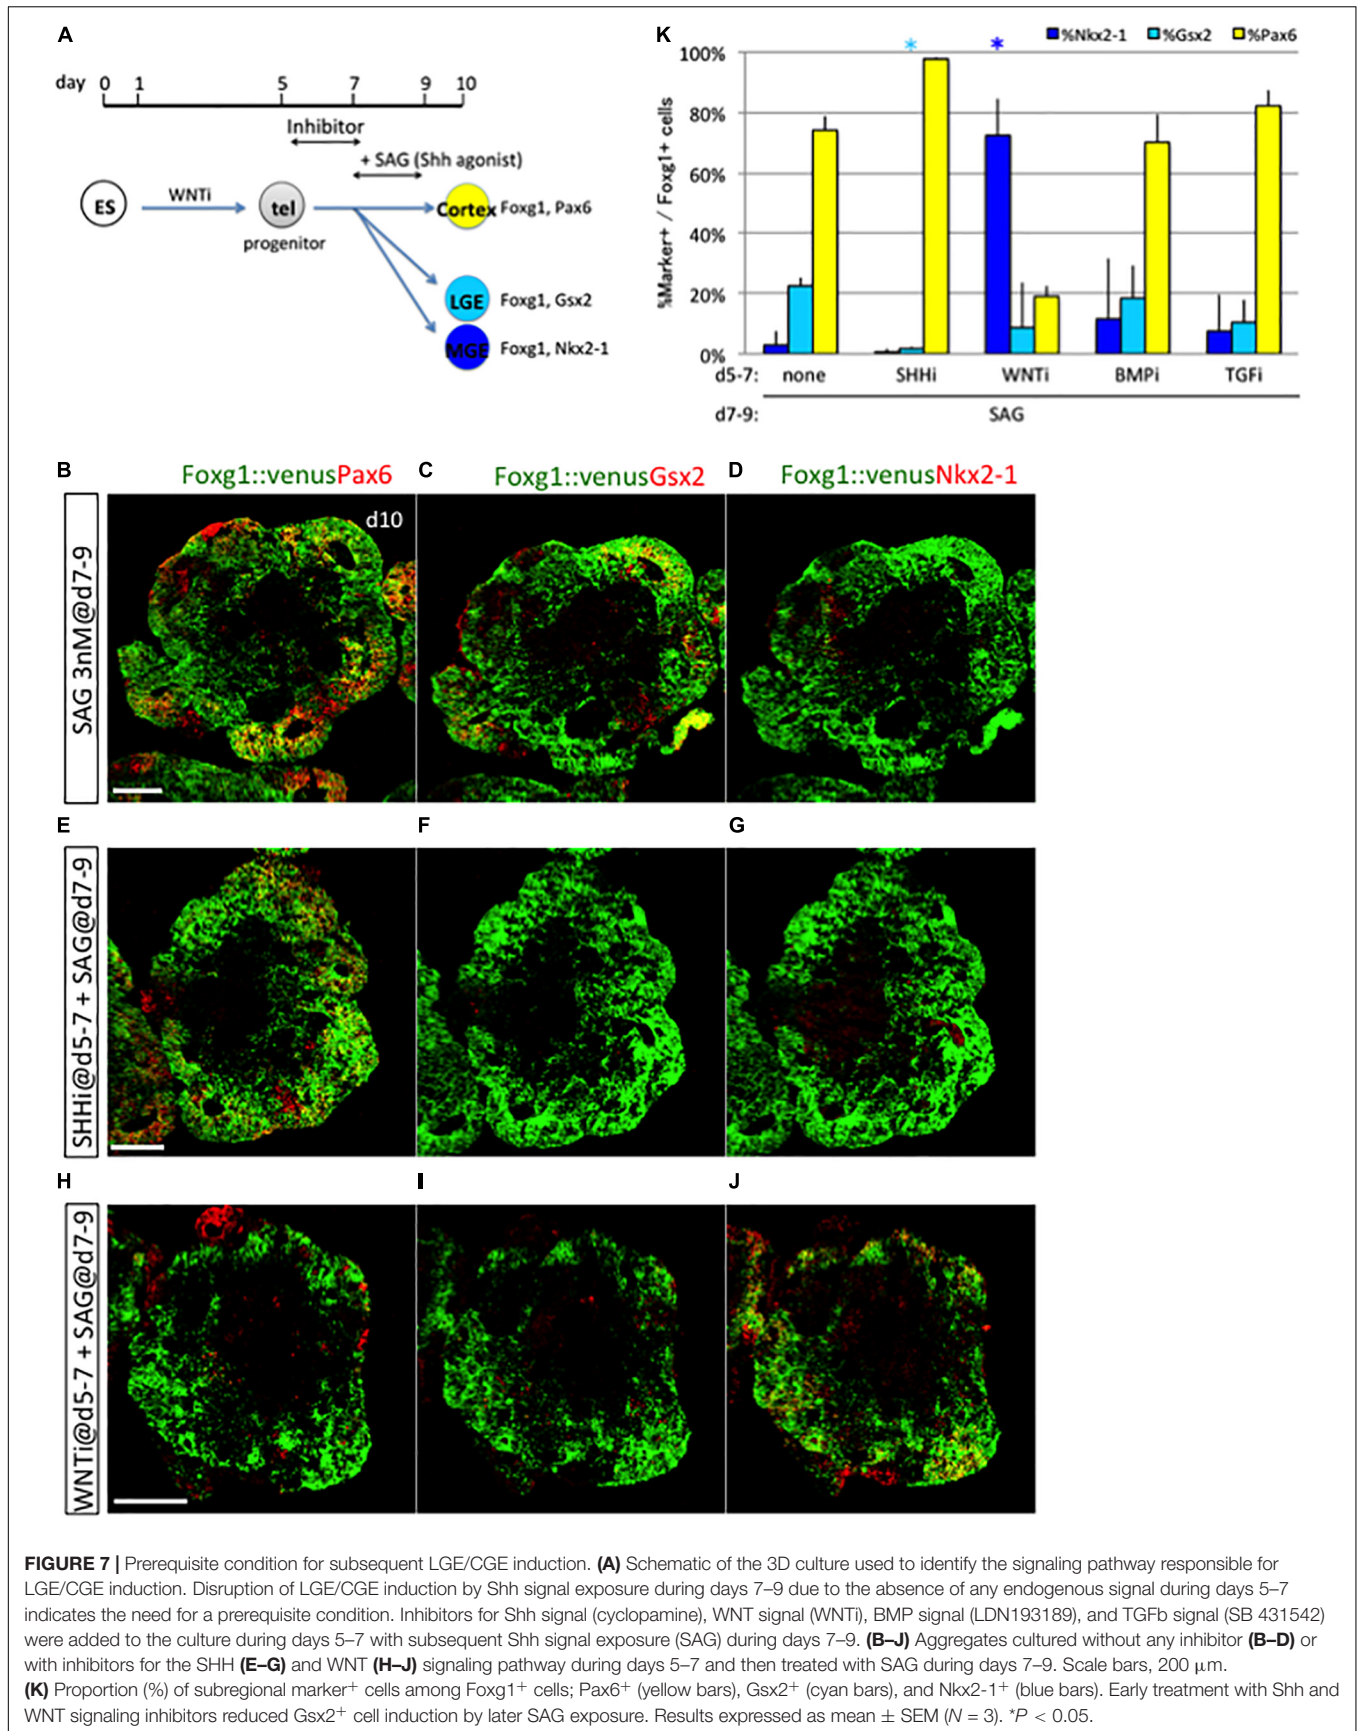 A
day 0 1 5 7 9 10
Inhibitor
+ SAG (Shh agonist)
ES WNTi tel Cortex Foxg1, Pax6
progenitor
LGE Foxg1, Gsx2
MGE Foxg1, Nkx2-1
K
%Nkx2-1 %Gsx2 %Pax6
* *
%Marker+ / Foxg1+ cells
100%
80%
60%
40%
20%
0%
d5-7: none SHHi WNTi BMPi TGFi
d7-9: SAG
B Foxg1::venusPax6 C Foxg1::venusGsx2 D Foxg1::venusNkx2-1
SAG 3nM@d7-9
d10
E F G
SHHi@d5-7 + SAG@d7-9
H I J
WNTi@d5-7 + SAG@d7-9
FIGURE 7 | Prerequisite condition for subsequent LGE/CGE induction. (A) Schematic of the 3D culture used to identify the signaling pathway responsible for
LGE/CGE induction. Disruption of LGE/CGE induction by Shh signal exposure during days 7–9 due to the absence of any endogenous signal during days 5–7
indicates the need for a prerequisite condition. Inhibitors for Shh signal (cyclopamine), WNT signal (WNTi), BMP signal (LDN193189), and TGFb signal (SB 431542)
were added to the culture during days 5–7 with subsequent Shh signal exposure (SAG) during days 7–9. (B–J) Aggregates cultured without any inhibitor (B–D) or
with inhibitors for the SHH (E–G) and WNT (H–J) signaling pathway during days 5–7 and then treated with SAG during days 7–9. Scale bars, 200 μm.
(K) Proportion (%) of subregional marker⁺ cells among Foxg1⁺ cells; Pax6⁺ (yellow bars), Gsx2⁺ (cyan bars), and Nkx2-1⁺ (blue bars). Early treatment with Shh and
WNT signaling inhibitors reduced Gsx2⁺ cell induction by later SAG exposure. Results expressed as mean ± SEM (N = 3). *P < 0.05.